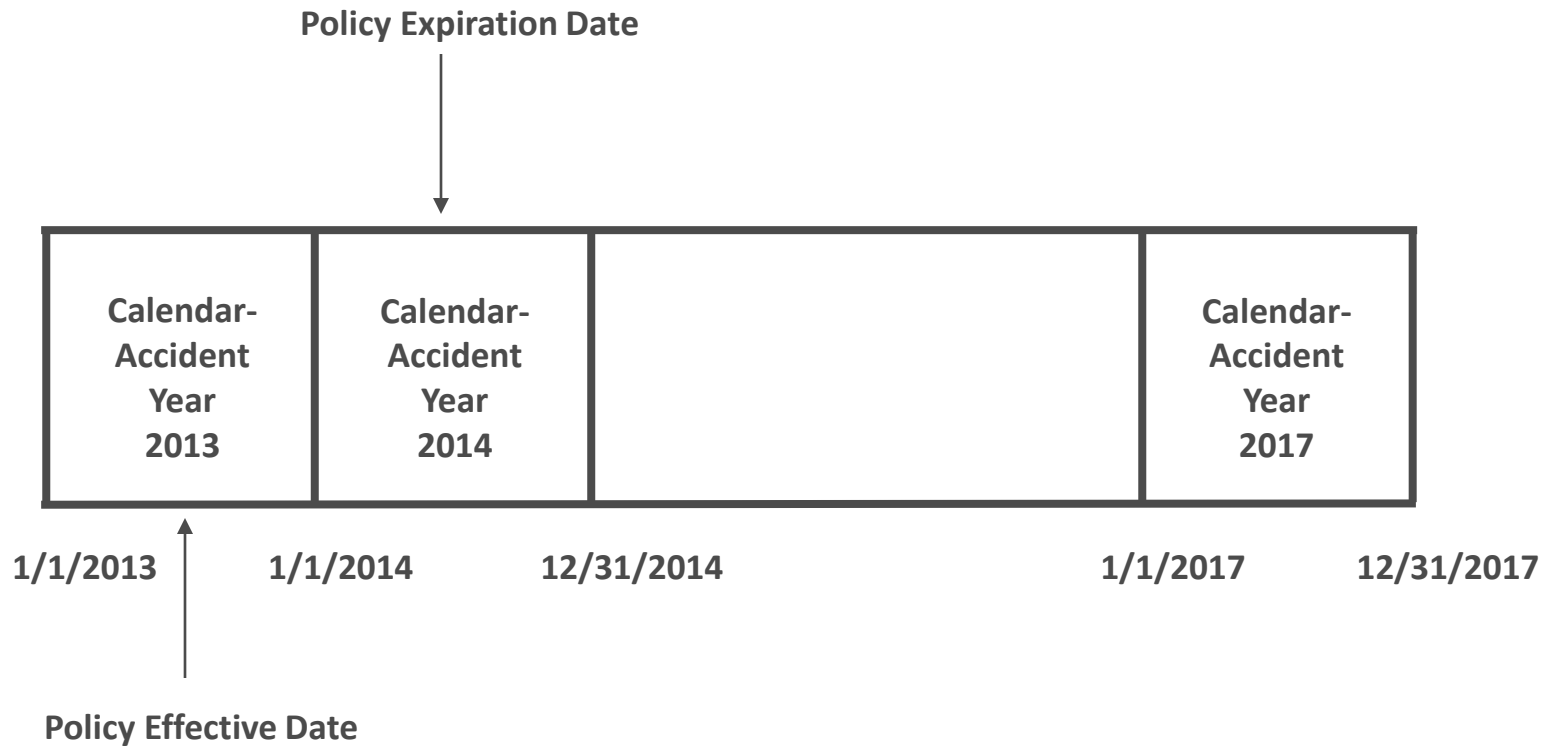 Policy Expiration Date
Calendar-
Accident
Year
2013
Calendar-
Accident
Year
2014
Calendar-
Accident
Year
2017
1/1/2013
1/1/2014
12/31/2014
1/1/2017
12/31/2017
Policy Effective Date